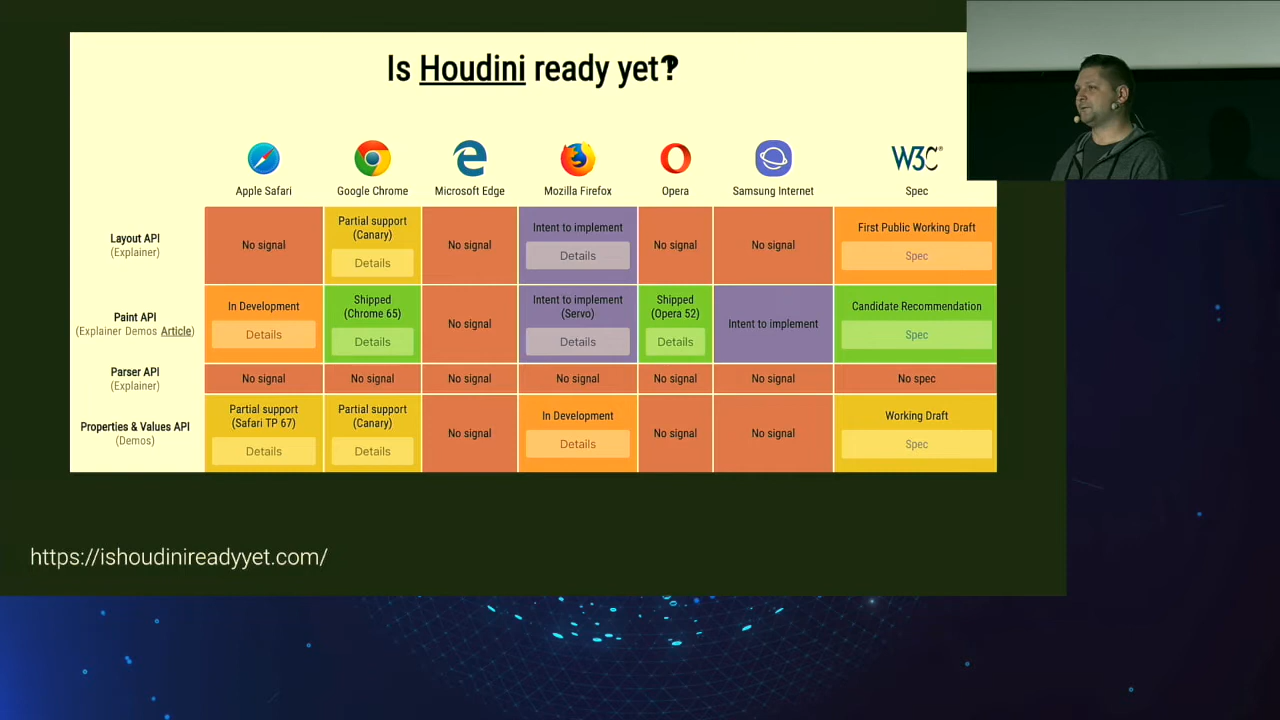 Is Houdini ready yet‽
W3C®
Apple Safari
Google Chrome
Microsoft Edge
Mozilla Firefox
Opera
Samsung Internet
Spec
Layout API
(Explainer)
No signal
Partial support
(Canary)
Details
No signal
Intent to implement
Details
No signal
No signal
First Public Working Draft
Spec
Paint API
(Explainer Demos Article)
In Development
Details
Shipped
(Chrome 65)
Details
No signal
Intent to implement
(Servo)
Details
Shipped
(Opera 52)
Details
Intent to implement
Candidate Recommendation
Spec
Parser API
(Explainer)
No signal
No signal
No signal
No signal
No signal
No signal
No spec
Properties & Values API
(Demos)
Partial support
(Safari TP 67)
Details
Partial support
(Canary)
Details
No signal
In Development
Details
No signal
No signal
Working Draft
Spec
https://ishoudinireadyyet.com/